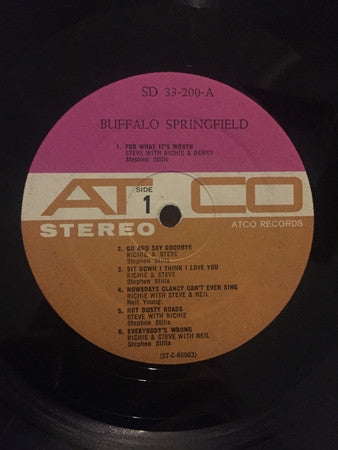 SD 33-200-A
BUFFALO SPRINGFIELD
1. FOR WHAT IT'S WORTH
STEVE WITH RICHIE & DEWEY
Stephen Stills
ATCO
SIDE
1
STEREO
ATCO RECORDS
2. GO AND SAY GOODBYE
RICHIE & STEVE
Stephen Stills
3. SIT DOWN I THINK I LOVE YOU
RICHIE & STEVE
Stephen Stills
4. NOWADAYS CLANCY CAN'T EVEN SING
RICHIE WITH STEVE & NEIL
Neil Young
5. HOT DUSTY ROADS
STEVE WITH RICHIE
Stephen Stills
6. EVERYBODY'S WRONG
RICHIE & STEVE WITH NEIL
Stephen Stills
(ST-C-60983)